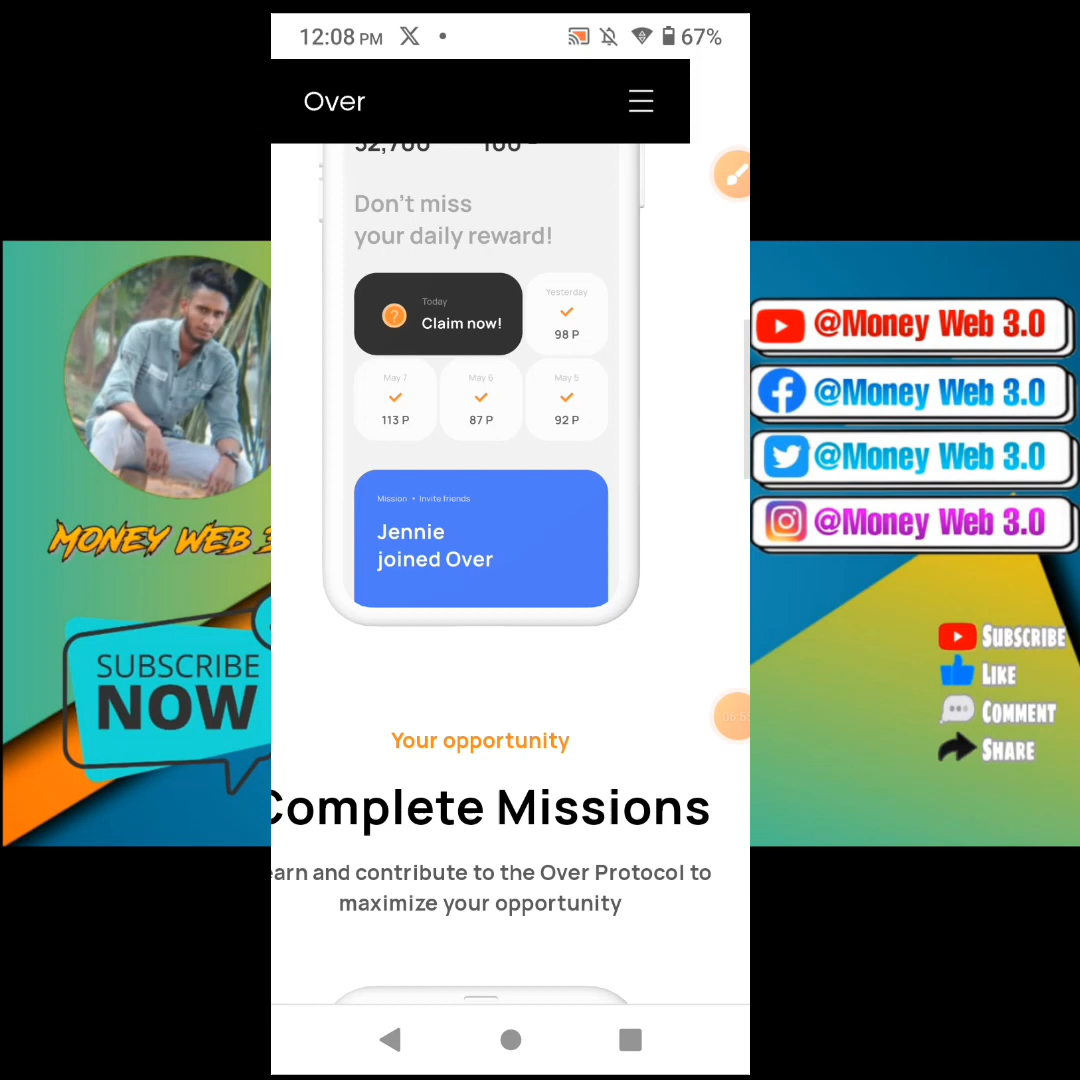 12:08 PM
67%
Over
Don't miss
your daily reward!
Today
Claim now!
Yesterday
98 P
May 7
113 P
May 6
87 P
May 5
92 P
Mission • Invite friends
Jennie
joined Over
Your opportunity
Complete Missions
earn and contribute to the Over Protocol to
maximize your opportunity
MONEY WEB 3
SUBSCRIBE
NOW
@Money Web 3.0
@Money Web 3.0
@Money Web 3.0
@Money Web 3.0
SUBSCRIBE
LIKE
COMMENT
SHARE